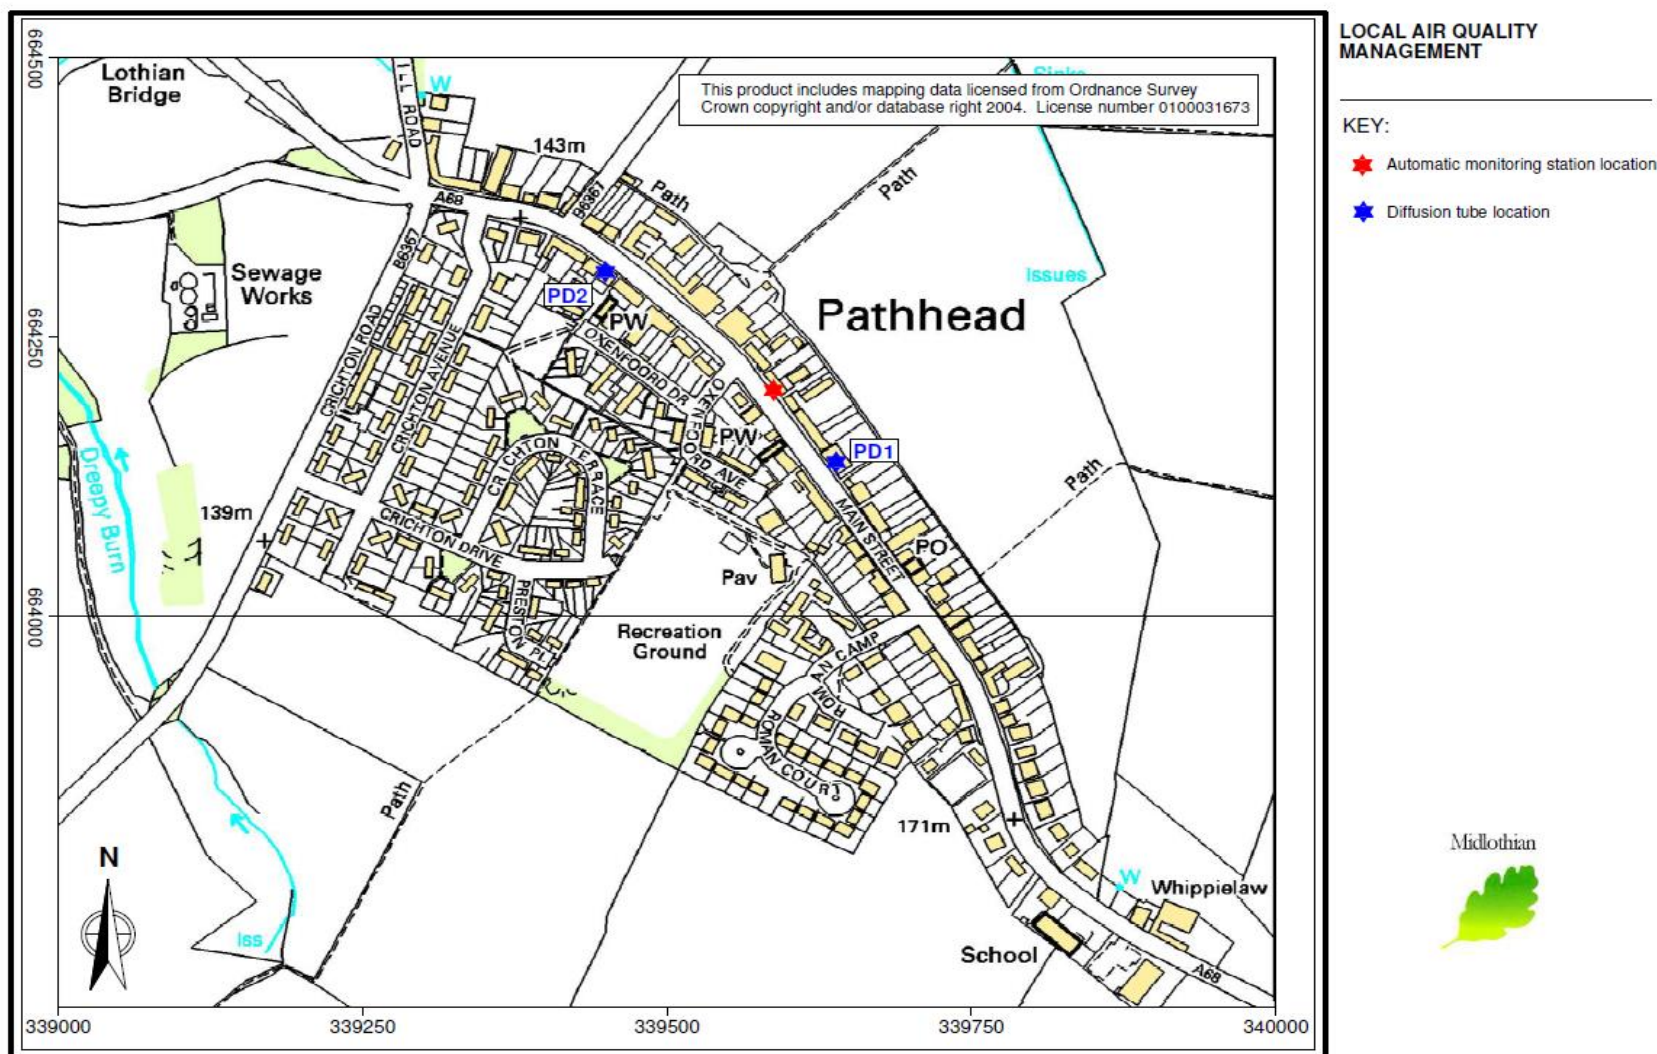 LOCAL AIR QUALITY
MANAGEMENT
KEY:
Automatic monitoring station location
Diffusion tube location
This product includes mapping data licensed from Ordnance Survey
Crown copyright and/or database right 2004. License number 0100031673
664500
664250
664000
339000
339250
339500
339750
340000
Lothian
Bridge
ILL ROAD
W
143m
Sinks
A68
B6367
Path
Path
B6367
Sewage
Works
Issues
PD2
PW
Pathhead
CRICHTON ROAD
CRICHTON AVENUE
OXENFOORD DR
OXENFOORD AVE
PW
PD1
CRICHTON TERRACE
Path
Dreepy Burn
139m
CRICHTON DRIVE
MAIN STREET
PO
Pav
PRESTON PL
Recreation
Ground
ROMAN CAMP
ROMAN COURT
Path
171m
N
Iss
W
Whippielaw
School
A68
Midlothian